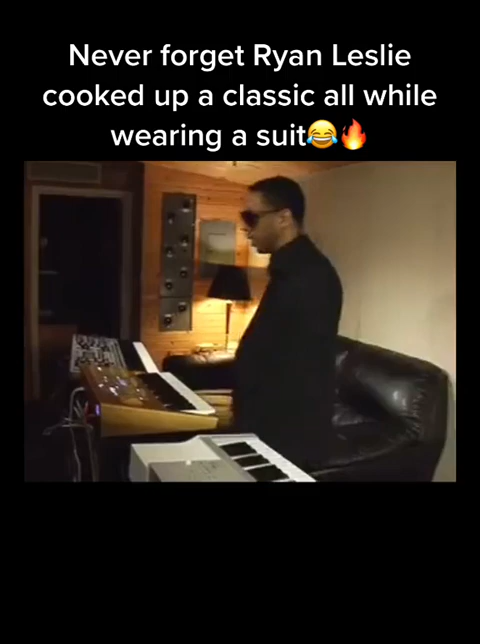 Never forget Ryan Leslie
cooked up a classic all while
wearing a suit😂🔥